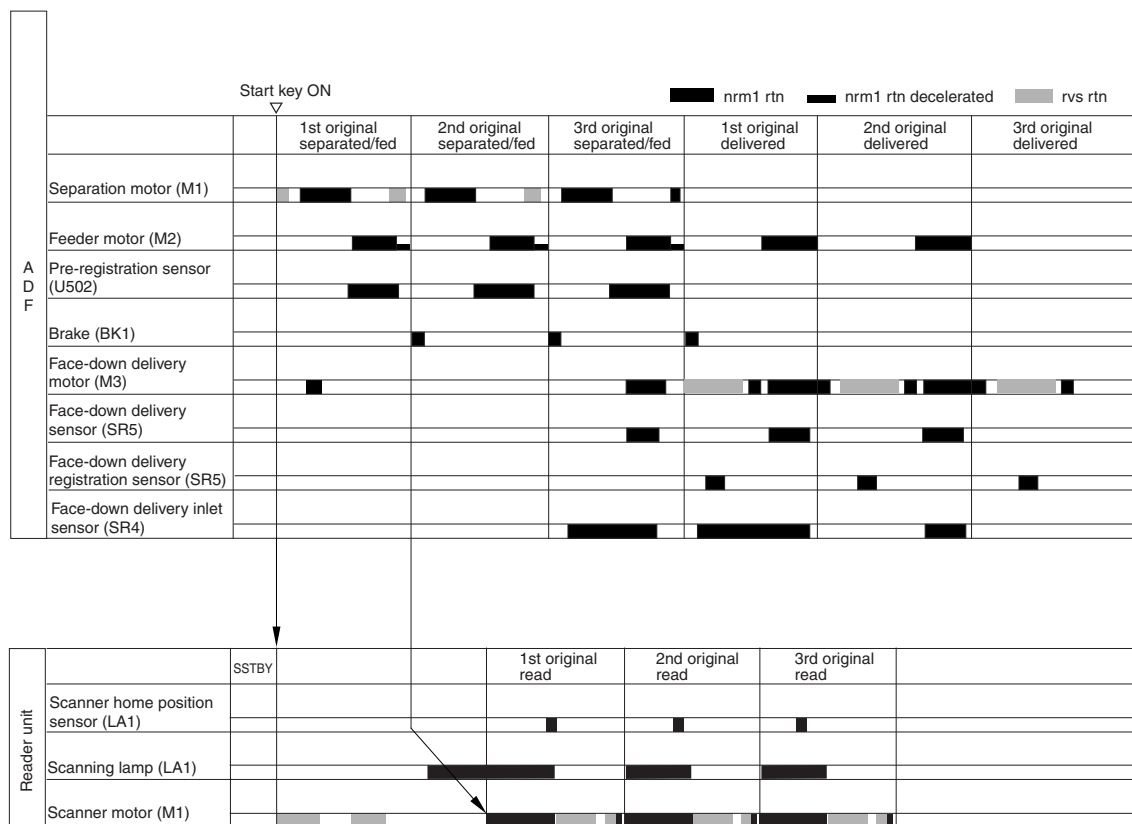 Start key ON
nrm1 rtn
nrm1 rtn decelerated
rvs rtn
1st original
separated/fed
2nd original
separated/fed
3rd original
separated/fed
1st original
delivered
2nd original
delivered
3rd original
delivered
A
D
F
Separation motor (M1)
Feeder motor (M2)
Pre-registration sensor
(U502)
Brake (BK1)
Face-down delivery
motor (M3)
Face-down delivery
sensor (SR5)
Face-down delivery
registration sensor (SR5)
Face-down delivery inlet
sensor (SR4)
Reader unit
SSTBY
1st original
read
2nd original
read
3rd original
read
Scanner home position
sensor (LA1)
Scanning lamp (LA1)
Scanner motor (M1)